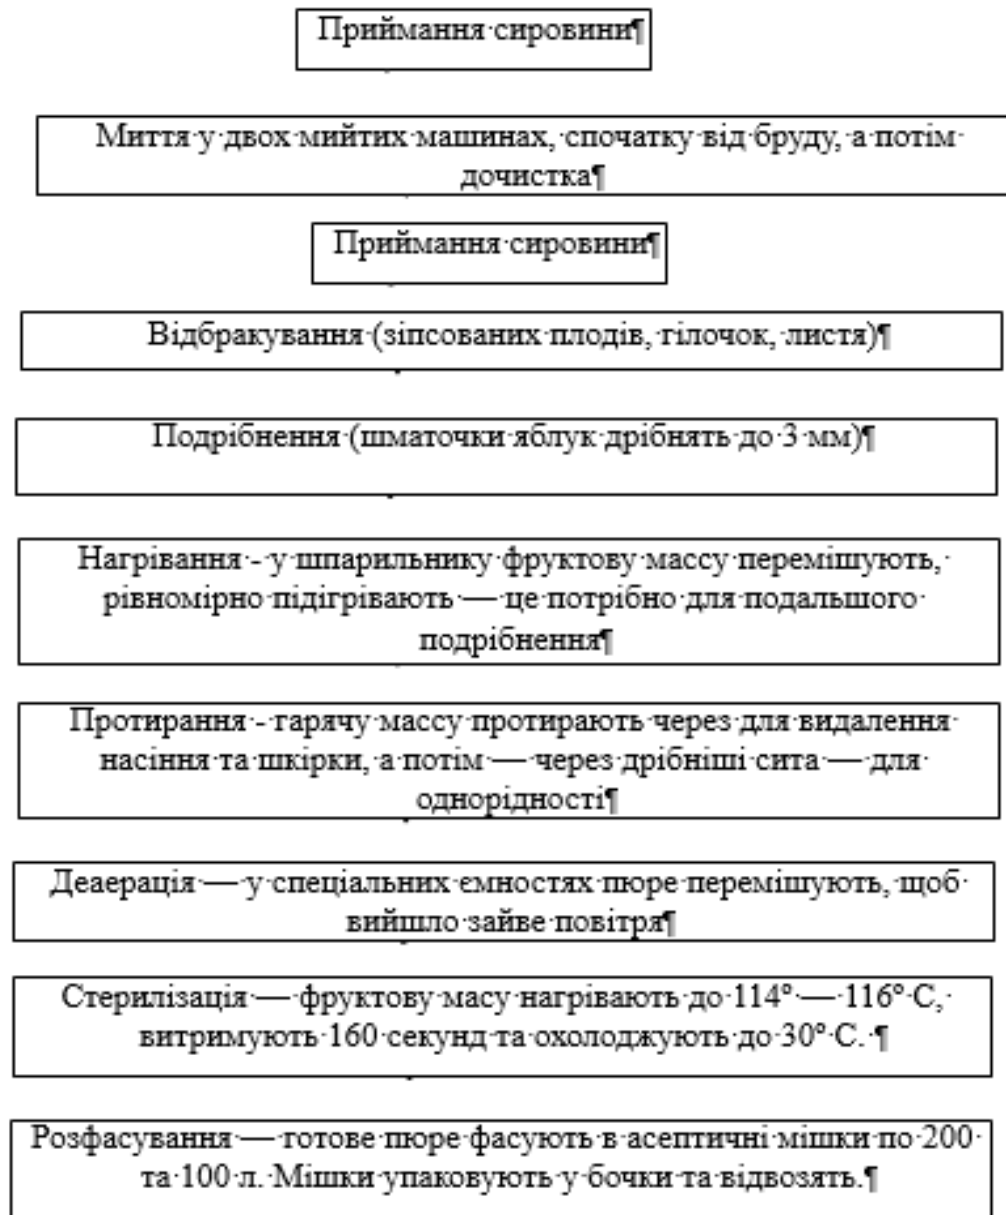 Приймання сировини¶
Миття·у·двох·мийтих·машинах,·спочатку·від·бруду,·а·потім·
дочистка¶
Приймання·сировини¶
Відбракування·(зіпсованих·плодів,·гілочок,·листя)¶
Подрібнення·(шматочки·яблук·дрібнять·до·3·мм)¶
Нагрівання·-·у·шпарильнику·фруктову·массу·перемішують,·
рівномірно·підігрівають·—·це·потрібно·для·подальшого·
подрібнення¶
Протирання·-·гарячу·массу·протирають·через·для·видалення·
насіння·та·шкірки,·а·потім·—·через·дрібніші·сита·—·для·
однорідності¶
Деаерація·—·у·спеціальних·ємностях·пюре·перемішують,·щоб·
вийшло·зайве·повітря¶
Стерилізація·—·фруктову·масу·нагрівають·до·114°·—·116°·С,·
витримують·160·секунд·та·охолоджують·до·30°·С.·¶
Розфасування·—·готове·пюре·фасують·в·асептичні·мішки·по·200·
та·100·л.·Мішки·упаковують·у·бочки·та·відвозять.¶